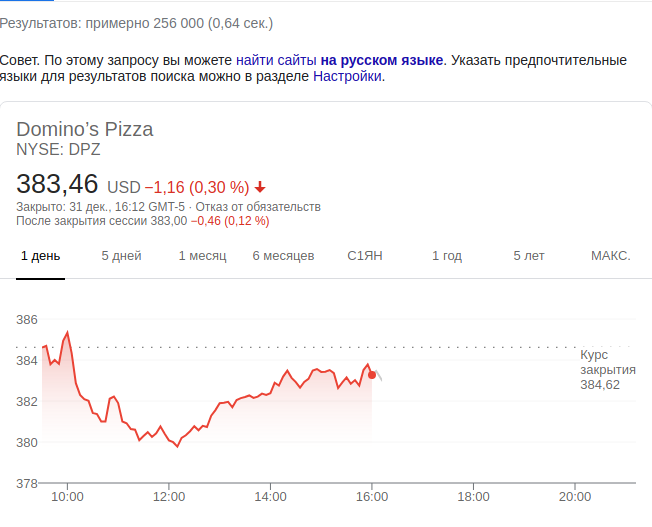 Результатов: примерно 256 000 (0,64 сек.)
Совет. По этому запросу вы можете найти сайты на русском языке. Указать предпочтительные
языки для результатов поиска можно в разделе Настройки.
Domino's Pizza
NYSE: DPZ
383,46 USD −1,16 (0,30 %)
Закрыто: 31 дек., 16:12 GMT-5 · Отказ от обязательств
После закрытия сессии 383,00 −0,46 (0,12 %)
1 день 5 дней 1 месяц 6 месяцев С1ЯН 1 год 5 лет МАКС.
386
384
382
380
378
Курс
закрытия
384,62
10:00 12:00 14:00 16:00 18:00 20:00